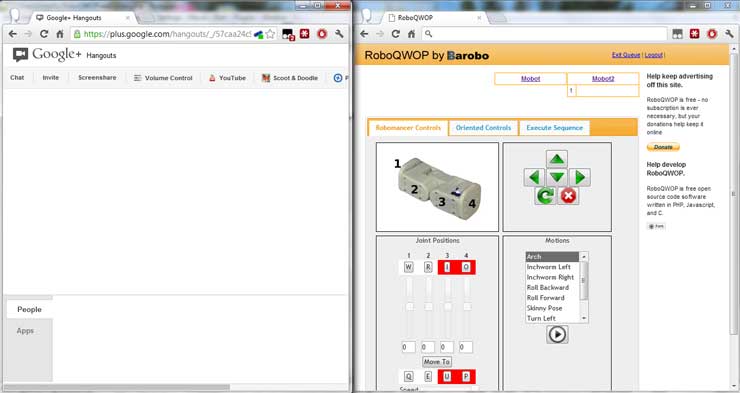 Google+ Hangouts
https://plus.google.com/hangouts/_/57caa24c5
2
Google+ Hangouts
Chat
Invite
Screenshare
Volume Control
YouTube
Scoot & Doodle
People
Apps
RoboQWOP
RoboQWOP by Barobo
Exit Queue | Logout |
Mobot
Mobot2
1
Robomancer Controls
Oriented Controls
Execute Sequence
1
2
3
4
Joint Positions
1 2 3 4
W R I O
0 0 0 0
Move To
Q E U P
Speed
Motions
Arch
Inchworm Left
Inchworm Right
Roll Backward
Roll Forward
Skinny Pose
Turn Left
Help keep advertising
off this site.
RoboQWOP is free - no
subscription is ever
necessary, but your
donations help keep it
online
Donate
Help develop
RoboQWOP.
RoboQWOP is free open
source code software
written in PHP, Javascript,
and C.
Fork